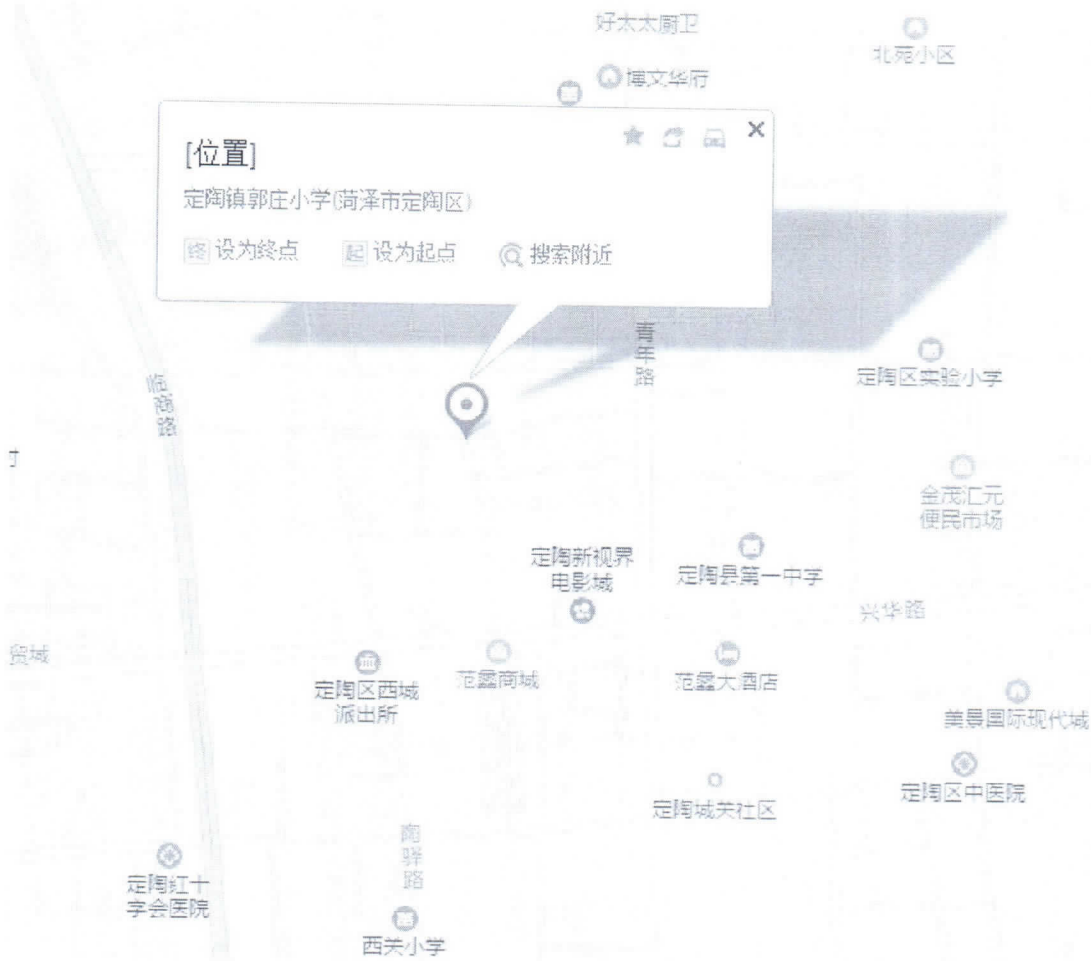 好太太厨卫
北苑小区
博文华府
[位置]
定陶镇郭庄小学(菏泽市定陶区)
终 设为终点
起 设为起点
搜索附近
青年路
定陶区实验小学
临商路
金茂汇元
便民市场
定陶新视界
电影城
定陶县第一中学
兴华路
贸城
定陶区西城
派出所
范蠡商城
范蠡大酒店
美景国际现代城
定陶区中医院
定陶城关社区
陶驿路
定陶红十
字会医院
西关小学